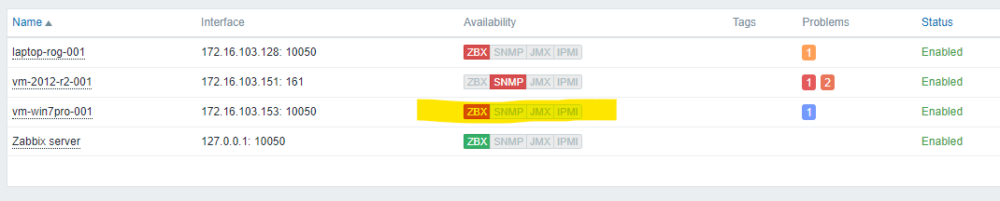 Name Interface Availability Tags Problems Status
laptop-rog-001 172.16.103.128: 10050 ZBX SNMP JMX IPMI 1 Enabled
vm-2012-r2-001 172.16.103.151: 161 ZBX SNMP JMX IPMI 1 2 Enabled
vm-win7pro-001 172.16.103.153: 10050 ZBX SNMP JMX IPMI 1 Enabled
Zabbix server 127.0.0.1: 10050 ZBX SNMP JMX IPMI Enabled